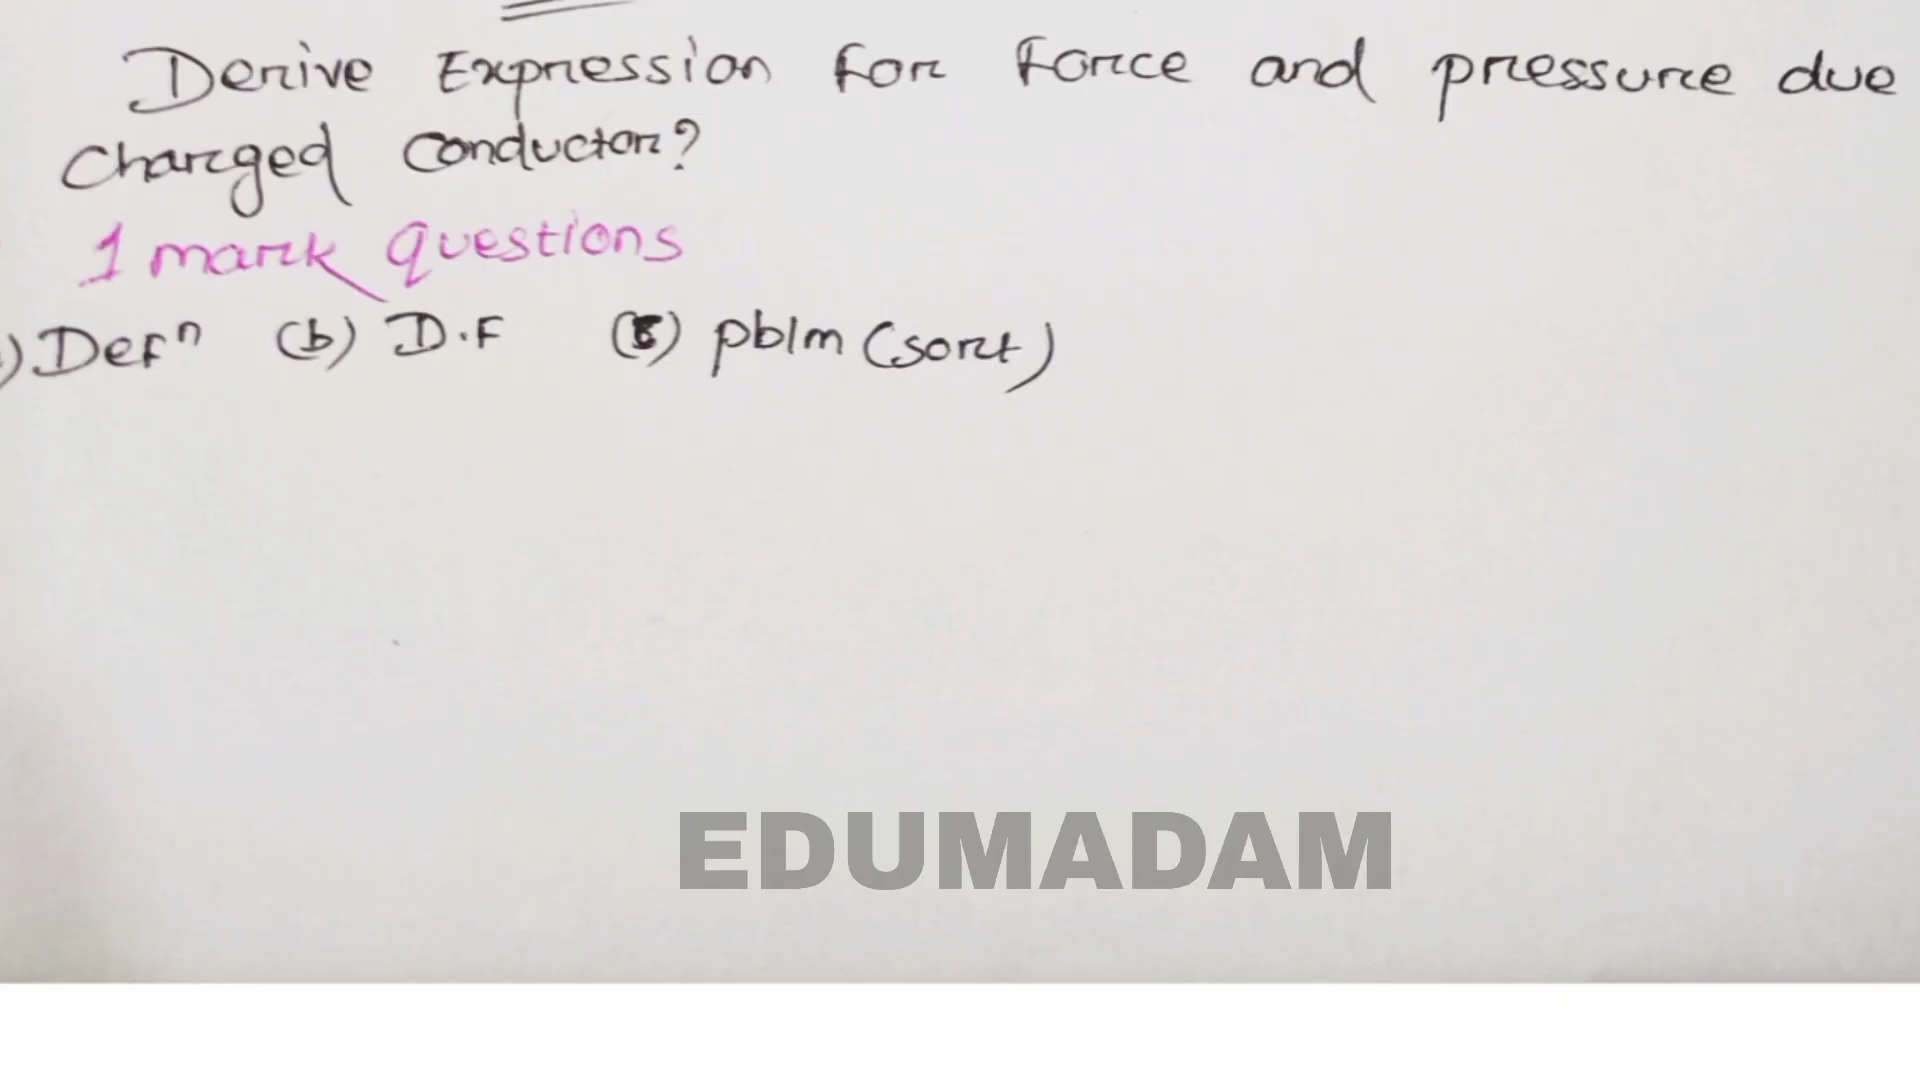 Derive Expression for force and pressure due
Charged Conductor?
1 mark questions
) Defⁿ (b) D.F (c) pblm (sort)
EDUMADAM